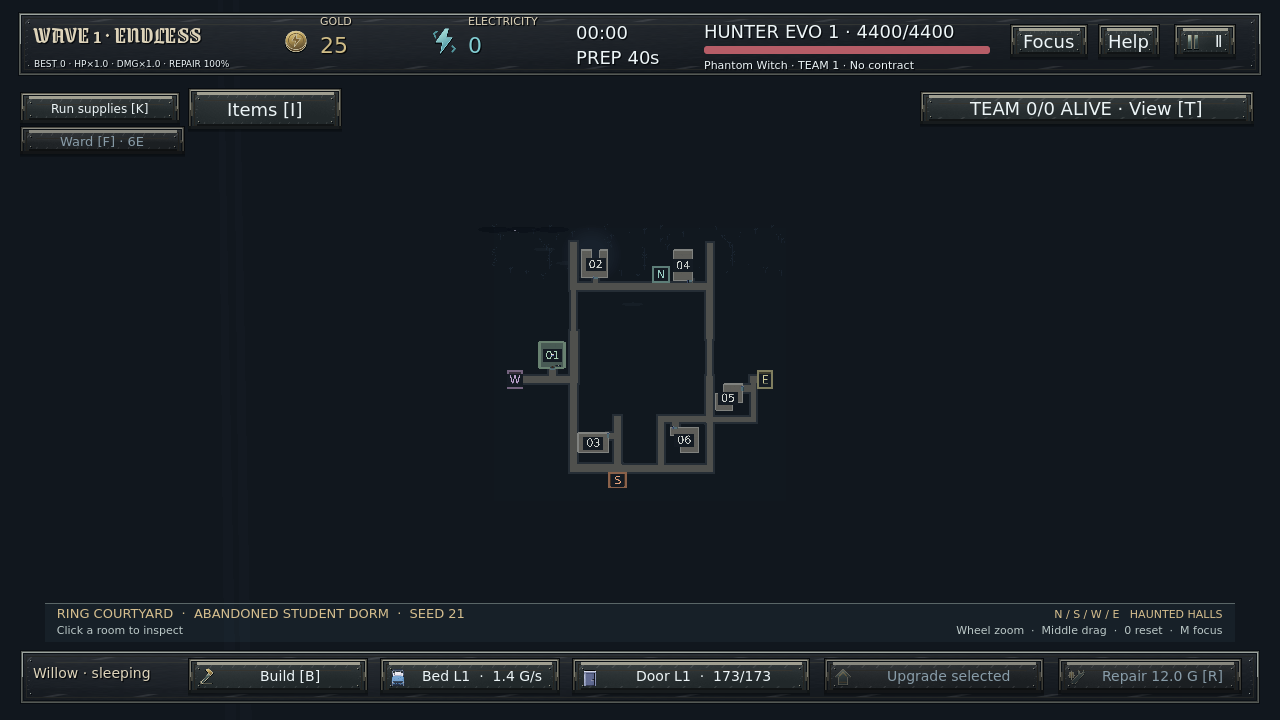 WAVE 1 · ENDLESS
BEST 0 · HP×1.0 · DMG×1.0 · REPAIR 100%
GOLD
25
ELECTRICITY
0
00:00
PREP 40s
HUNTER EVO 1 · 4400/4400
Phantom Witch · TEAM 1 · No contract
Focus
Help
II
Run supplies [K]
Items [I]
Ward [F] · 6E
TEAM 0/0 ALIVE · View [T]
02
N
04
01
W
E
05
03
06
S
RING COURTYARD · ABANDONED STUDENT DORM · SEED 21
Click a room to inspect
N / S / W / E HAUNTED HALLS
Wheel zoom · Middle drag · 0 reset · M focus
Willow · sleeping
Build [B]
Bed L1 · 1.4 G/s
Door L1 · 173/173
Upgrade selected
Repair 12.0 G [R]